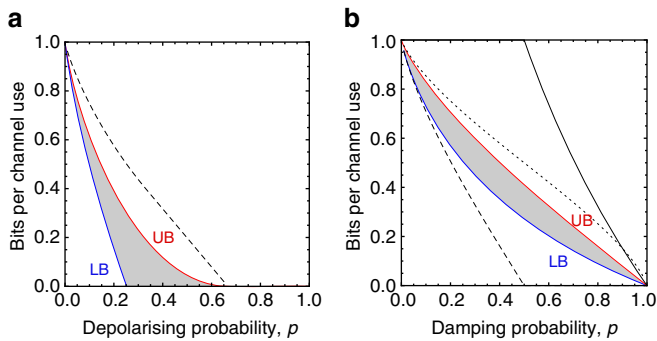 a
b
Bits per channel use
1.0
0.8
0.6
0.4
0.2
0.0
UB
LB
0.0 0.2 0.4 0.6 0.8 1.0
Depolarising probability, p
Bits per channel use
1.0
0.8
0.6
0.4
0.2
0.0
UB
LB
0.0 0.2 0.4 0.6 0.8 1.0
Damping probability, p